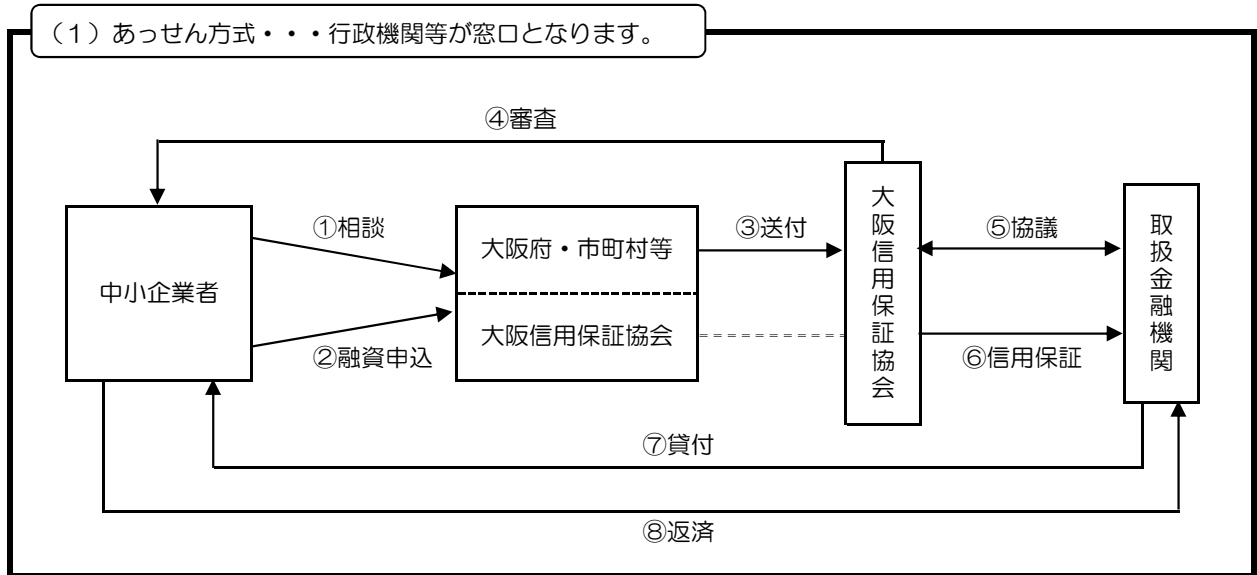 （１）あっせん方式・・・行政機関等が窓口となります。
④審査
①相談
②融資申込
中小企業者
大阪府・市町村等
大阪信用保証協会
③送付
大阪信用保証協会
⑤協議
⑥信用保証
取扱金融機関
⑦貸付
⑧返済